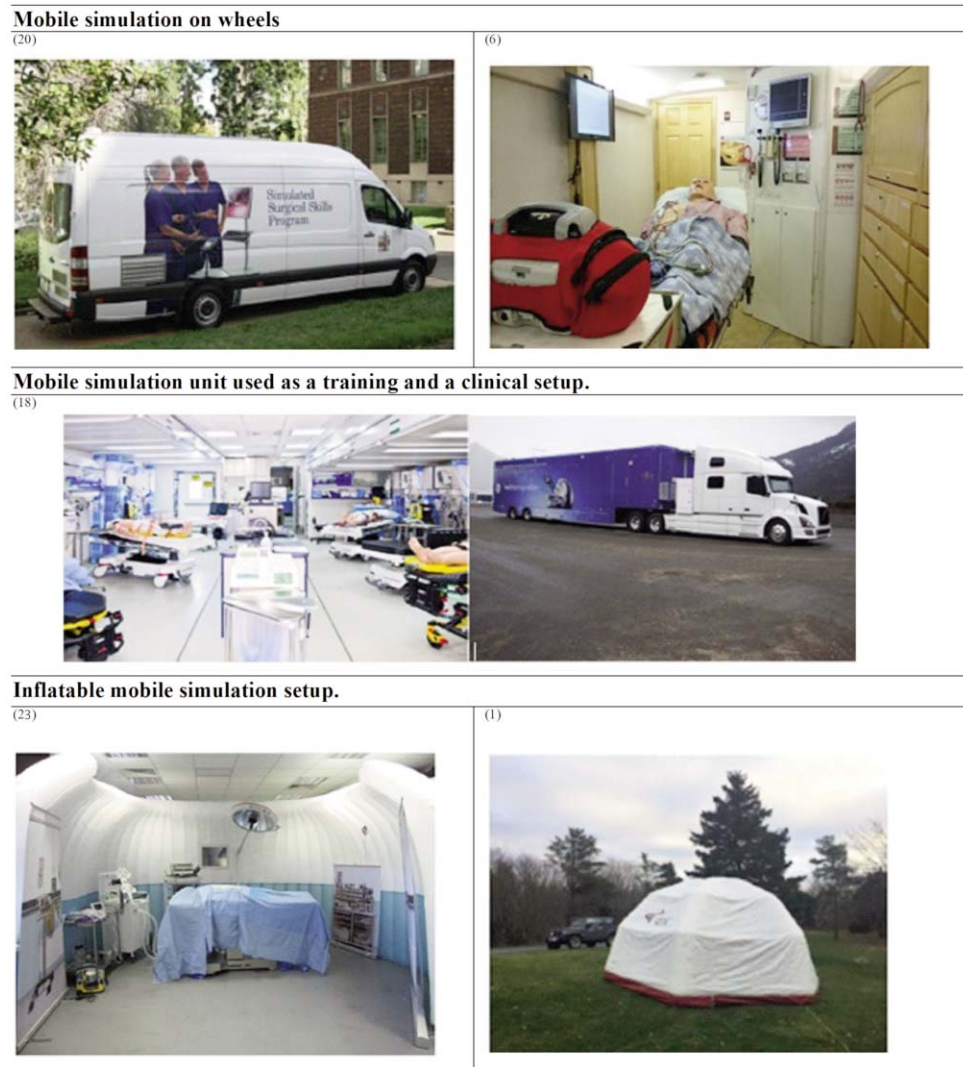 Mobile simulation on wheels
(20)
(6)
Simulated
Surgical Skills
Program
Mobile simulation unit used as a training and a clinical setup.
(18)
Inflatable mobile simulation setup.
(23)
(1)